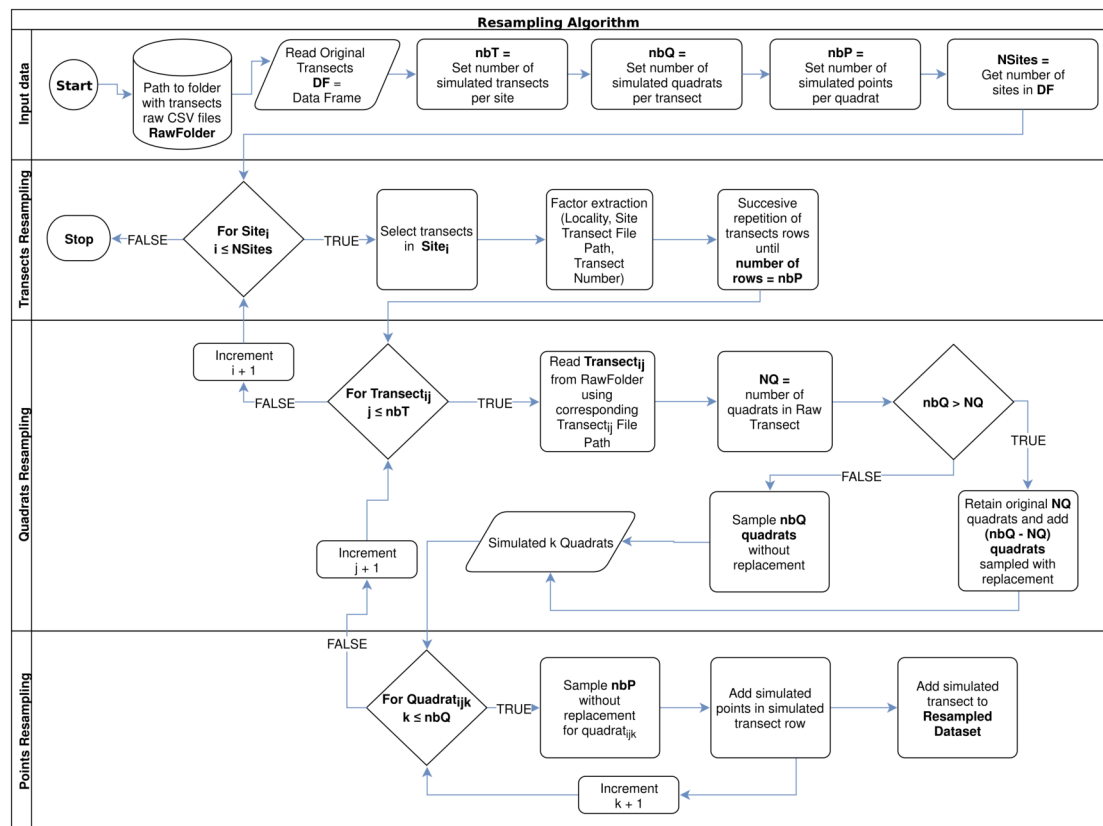 Resampling Algorithm
Input data
Start
Path to folder
with transects
raw CSV files
RawFolder
Read Original
Transects
DF =
Data Frame
nbT =
Set number of
simulated transects
per site
nbQ =
Set number of
simulated quadrats
per transect
nbP =
Set number of
simulated points
per quadrat
NSites =
Get number of
sites in DF
Transects Resampling
Stop
FALSE
For Siteᵢ
i ≤ NSites
TRUE
Select transects
in Siteᵢ
Factor extraction
(Locality, Site
Transect File
Path,
Transect
Number)
Succesive
repetition of
transects rows
until
number of
rows = nbP
Quadrats Resampling
Increment
i + 1
FALSE
For Transectᵢⱼ
j ≤ nbT
TRUE
Read Transectᵢⱼ
from RawFolder
using
corresponding
Transectᵢⱼ File
Path
NQ =
number of
quadrats in Raw
Transect
nbQ > NQ
TRUE
FALSE
Retain original NQ
quadrats and add
(nbQ - NQ)
quadrats
sampled with
replacement
Sample nbQ
quadrats
without
replacement
Simulated k Quadrats
Increment
j + 1
FALSE
Points Resampling
For Quadratᵢⱼₖ
k ≤ nbQ
TRUE
Sample nbP
without
replacement
for quadratᵢⱼₖ
Add simulated
points in simulated
transect row
Add simulated
transect to
Resampled
Dataset
Increment
k + 1